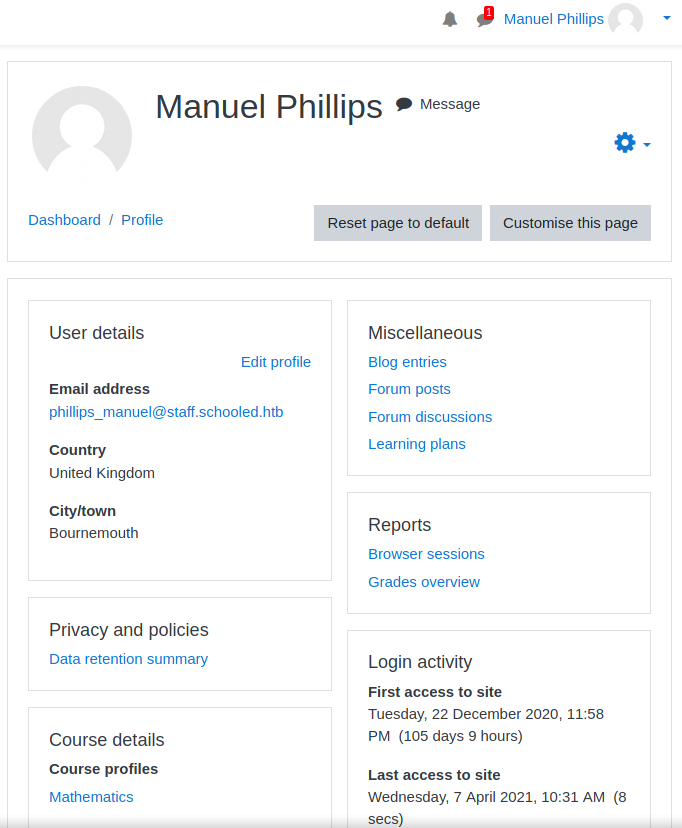 1 Manuel Phillips
Manuel Phillips Message
Dashboard / Profile
Reset page to default Customise this page
User details
Edit profile
Email address
phillips_manuel@staff.schooled.htb
Country
United Kingdom
City/town
Bournemouth
Privacy and policies
Data retention summary
Course details
Course profiles
Mathematics
Miscellaneous
Blog entries
Forum posts
Forum discussions
Learning plans
Reports
Browser sessions
Grades overview
Login activity
First access to site
Tuesday, 22 December 2020, 11:58
PM (105 days 9 hours)
Last access to site
Wednesday, 7 April 2021, 10:31 AM (8
secs)